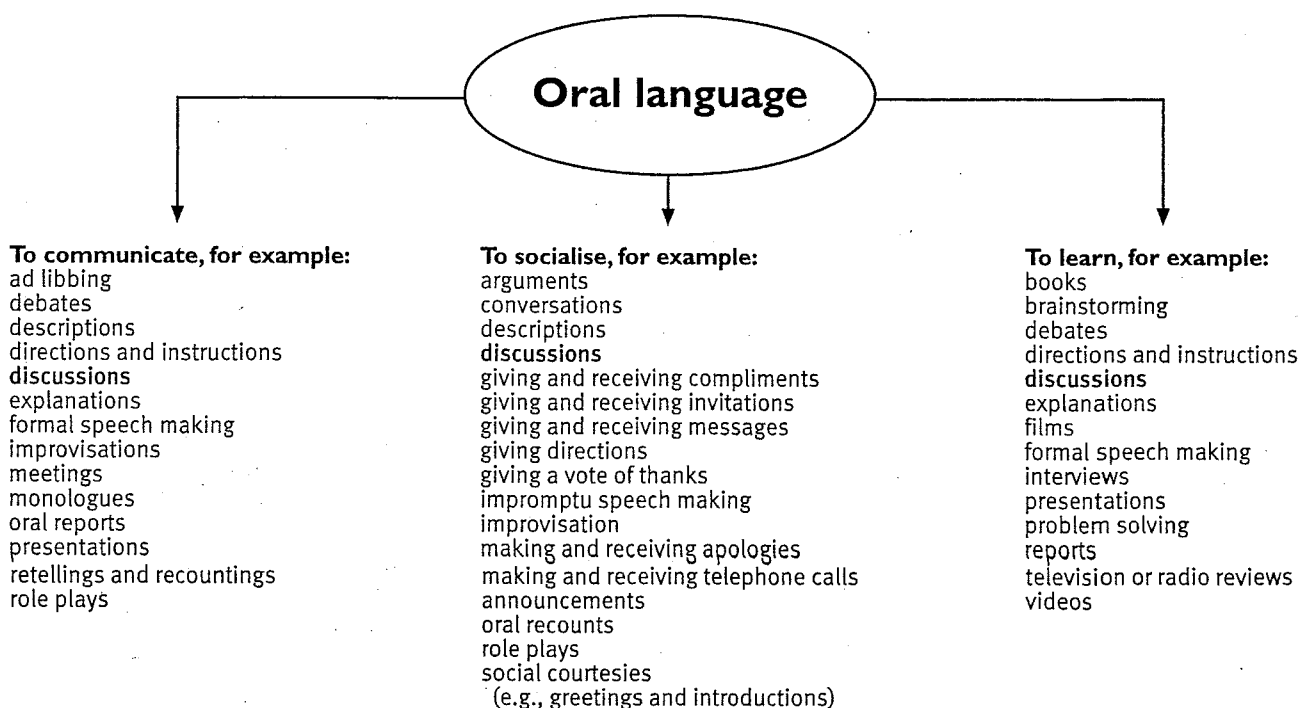 Oral language
To communicate, for example:
ad libbing
debates
descriptions
directions and instructions
discussions
explanations
formal speech making
improvisations
meetings
monologues
oral reports
presentations
retellings and recountings
role plays
To socialise, for example:
arguments
conversations
descriptions
discussions
giving and receiving compliments
giving and receiving invitations
giving and receiving messages
giving directions
giving a vote of thanks
impromptu speech making
improvisation
making and receiving apologies
making and receiving telephone calls
announcements
oral recounts
role plays
social courtesies
(e.g., greetings and introductions)
To learn, for example:
books
brainstorming
debates
directions and instructions
discussions
explanations
films
formal speech making
interviews
presentations
problem solving
reports
television or radio reviews
videos